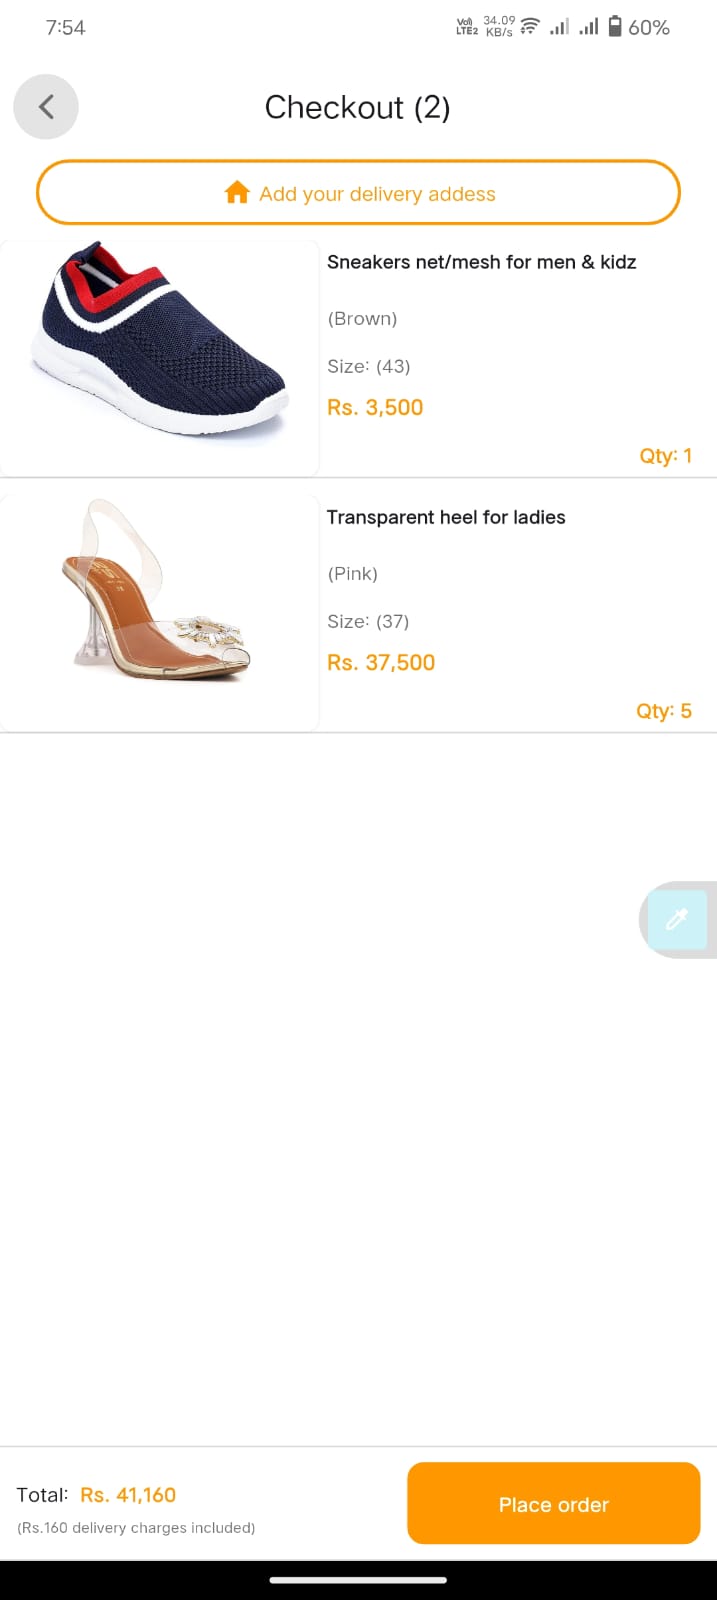 7:54
Vo) LTE2 34.09 KB/s 60%
Checkout (2)
Add your delivery addess
Sneakers net/mesh for men & kidz
(Brown)
Size: (43)
Rs. 3,500
Qty: 1
Transparent heel for ladies
(Pink)
Size: (37)
Rs. 37,500
Qty: 5
Total: Rs. 41,160
(Rs.160 delivery charges included)
Place order